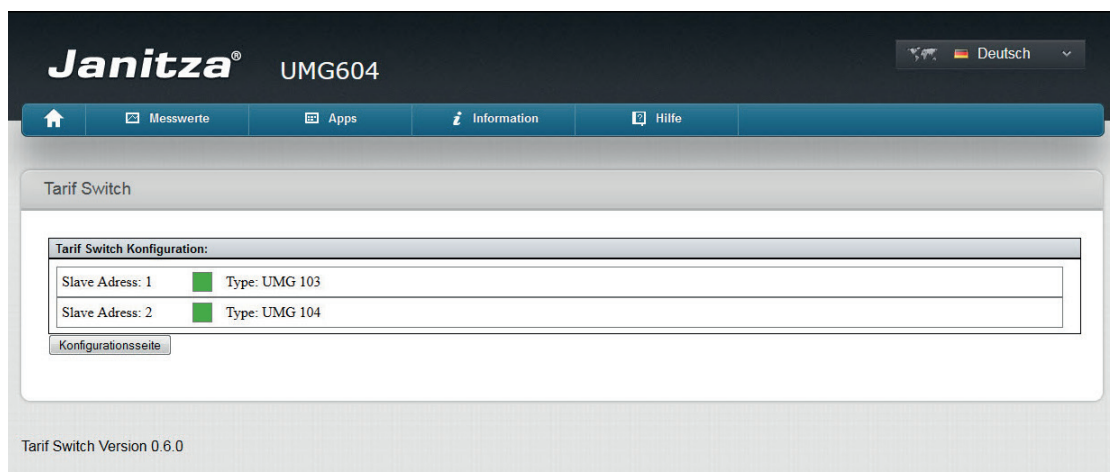 Janitza® UMG604
Deutsch
Messwerte Apps Information Hilfe
Tarif Switch
Tarif Switch Konfiguration:
Slave Adress: 1 Type: UMG 103
Slave Adress: 2 Type: UMG 104
Konfigurationsseite
Tarif Switch Version 0.6.0